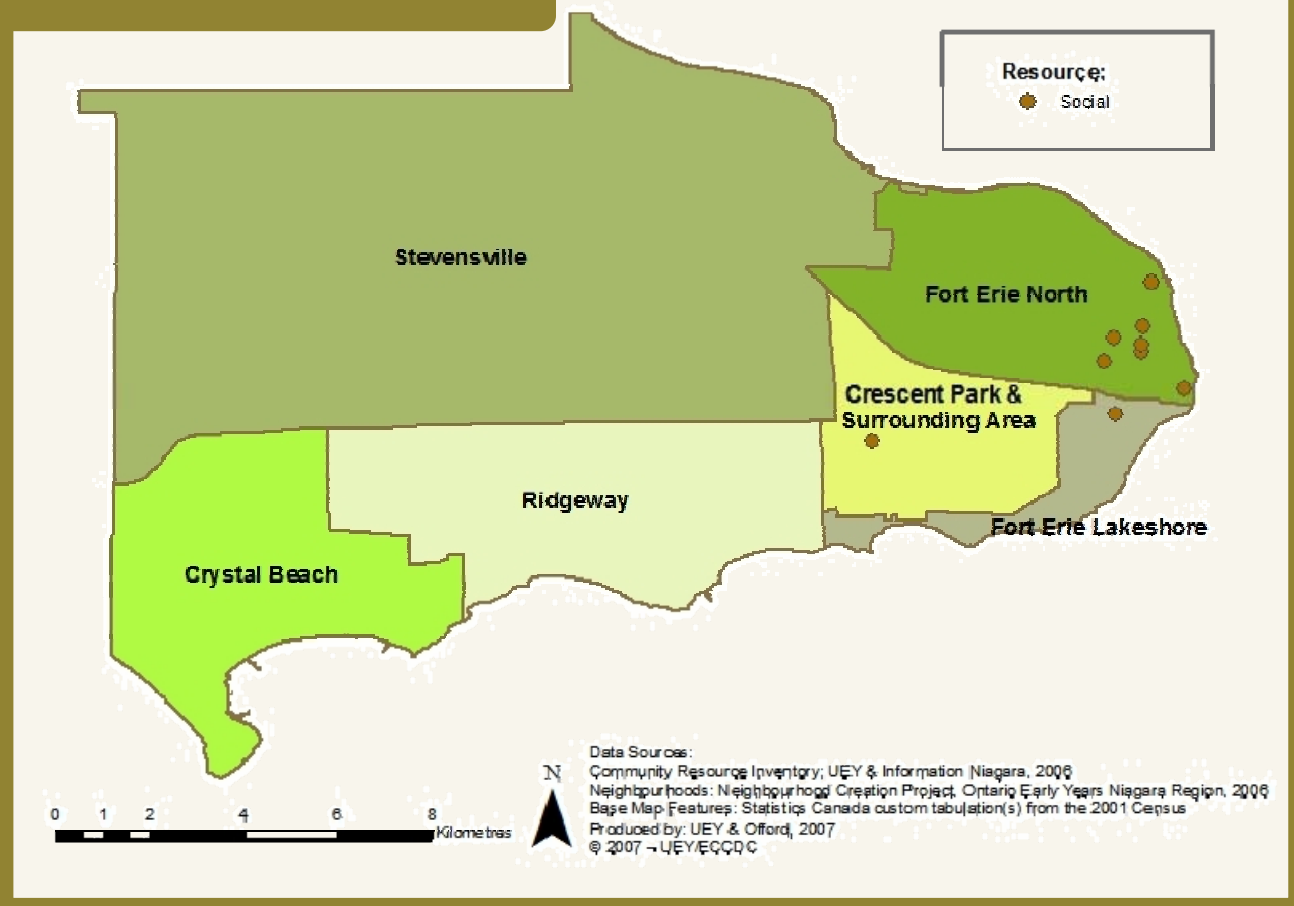 Resource:
Social
Stevensville
Fort Erie North
Crescent Park &
Surrounding Area
Ridgeway
Fort Erie Lakeshore
Crystal Beach
Data Sources:
Community Resource Inventory; UEY & Information Niagara, 2006
Neighbourhoods: Neighbourhood Creation Project, Ontario Early Years Niagara Region, 2006
Base Map Features: Statistics Canada custom tabulation(s) from the 2001 Census
Produced by: UEY & Offord, 2007
© 2007 - UEY/ECCDC
N
0 1 2 4 6 8
Kilometres